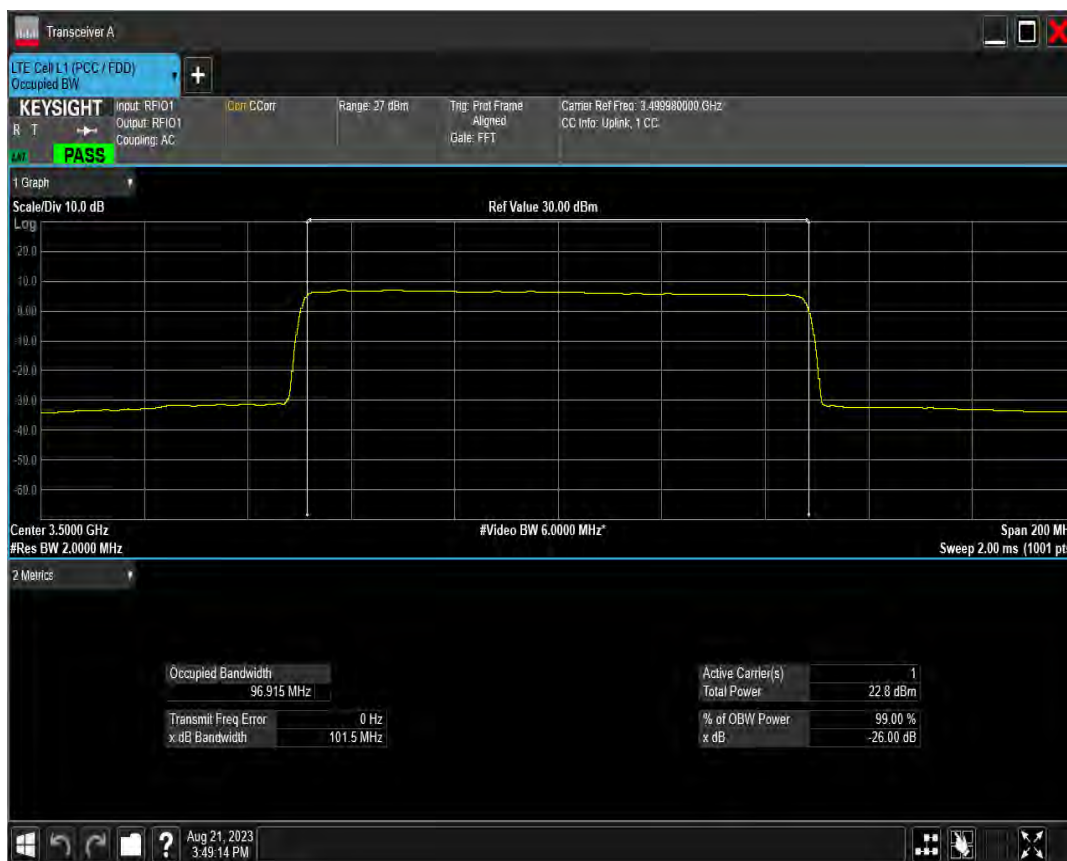 Transceiver A
LTE Cell L1 (PCC / FDD)
Occupied BW
+
KEYSIGHT
R T
PASS
Input: RFIO1
Output: RFIO1
Coupling: AC
Corr CCorr
Range: 27 dBm
Trig: Prot Frame
Aligned
Gate: FFT
Carrier Ref Freq: 3.499980000 GHz
CC Info: Uplink, 1 CC
1 Graph
Scale/Div 10.0 dB
Ref Value 30.00 dBm
Log
20.0
10.0
0.00
-10.0
-20.0
-30.0
-40.0
-50.0
-60.0
Center 3.5000 GHz
#Video BW 6.0000 MHz*
Span 200 MH
#Res BW 2.0000 MHz
Sweep 2.00 ms (1001 pts
2 Metrics
Occupied Bandwidth
96.915 MHz
Transmit Freq Error 0 Hz
x dB Bandwidth 101.5 MHz
Active Carrier(s) 1
Total Power 22.8 dBm
% of OBW Power 99.00 %
x dB -26.00 dB
?
Aug 21, 2023
3:49:14 PM